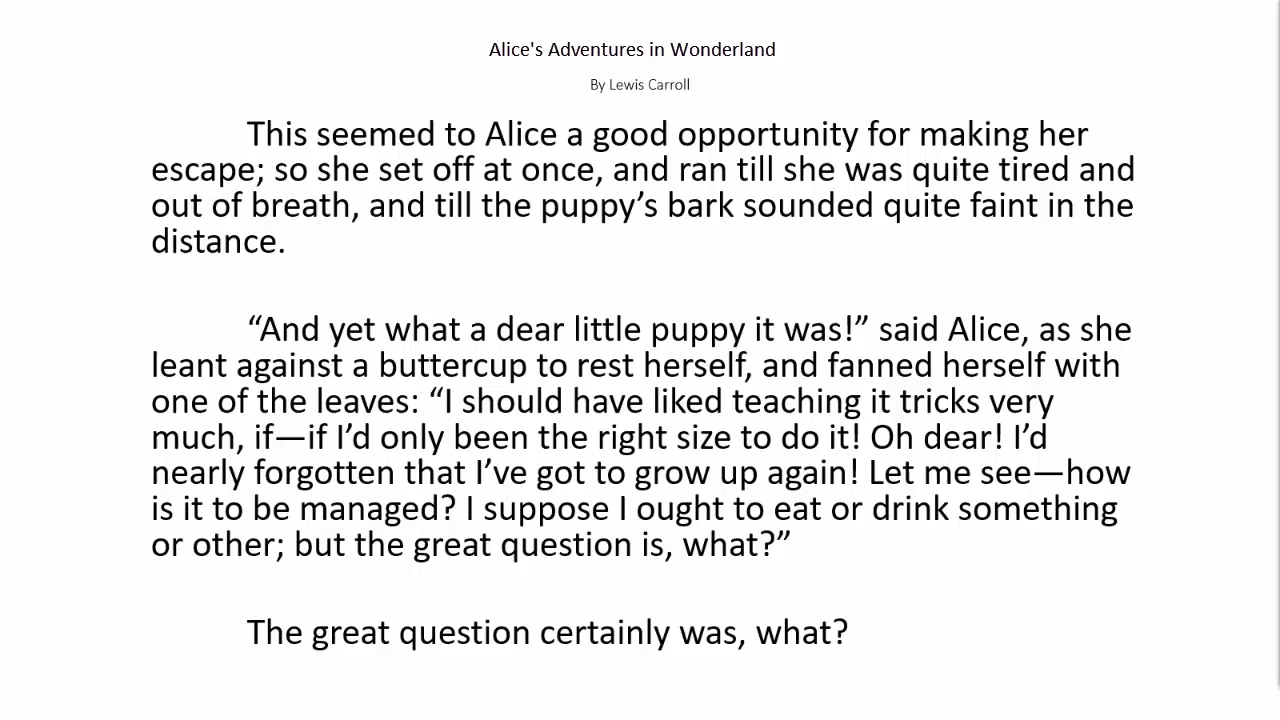 Alice's Adventures in Wonderland
By Lewis Carroll
This seemed to Alice a good opportunity for making her
escape; so she set off at once, and ran till she was quite tired and
out of breath, and till the puppy’s bark sounded quite faint in the
distance.
“And yet what a dear little puppy it was!” said Alice, as she
leant against a buttercup to rest herself, and fanned herself with
one of the leaves: “I should have liked teaching it tricks very
much, if—if I’d only been the right size to do it! Oh dear! I’d
nearly forgotten that I’ve got to grow up again! Let me see—how
is it to be managed? I suppose I ought to eat or drink something
or other; but the great question is, what?”
The great question certainly was, what?